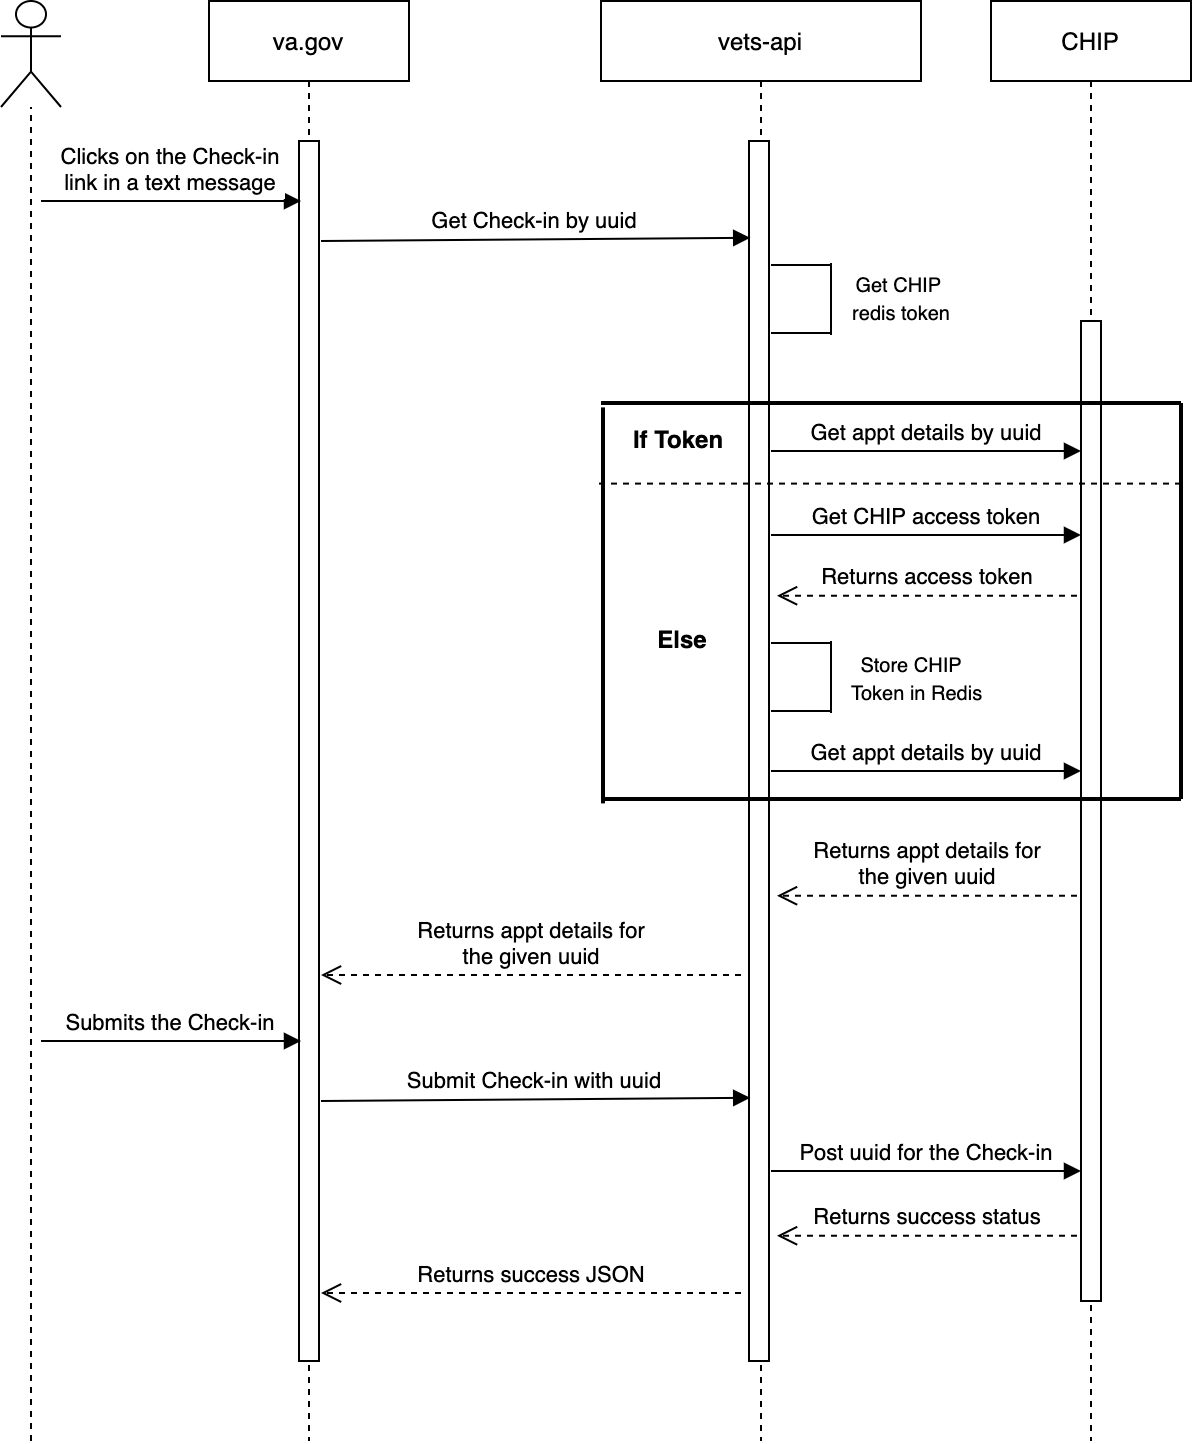 va.gov
vets-api
CHIP
Clicks on the Check-in
link in a text message
Get Check-in by uuid
Get CHIP
redis token
If Token
Get appt details by uuid
Get CHIP access token
Returns access token
Else
Store CHIP
Token in Redis
Get appt details by uuid
Returns appt details for
the given uuid
Returns appt details for
the given uuid
Submits the Check-in
Submit Check-in with uuid
Post uuid for the Check-in
Returns success status
Returns success JSON